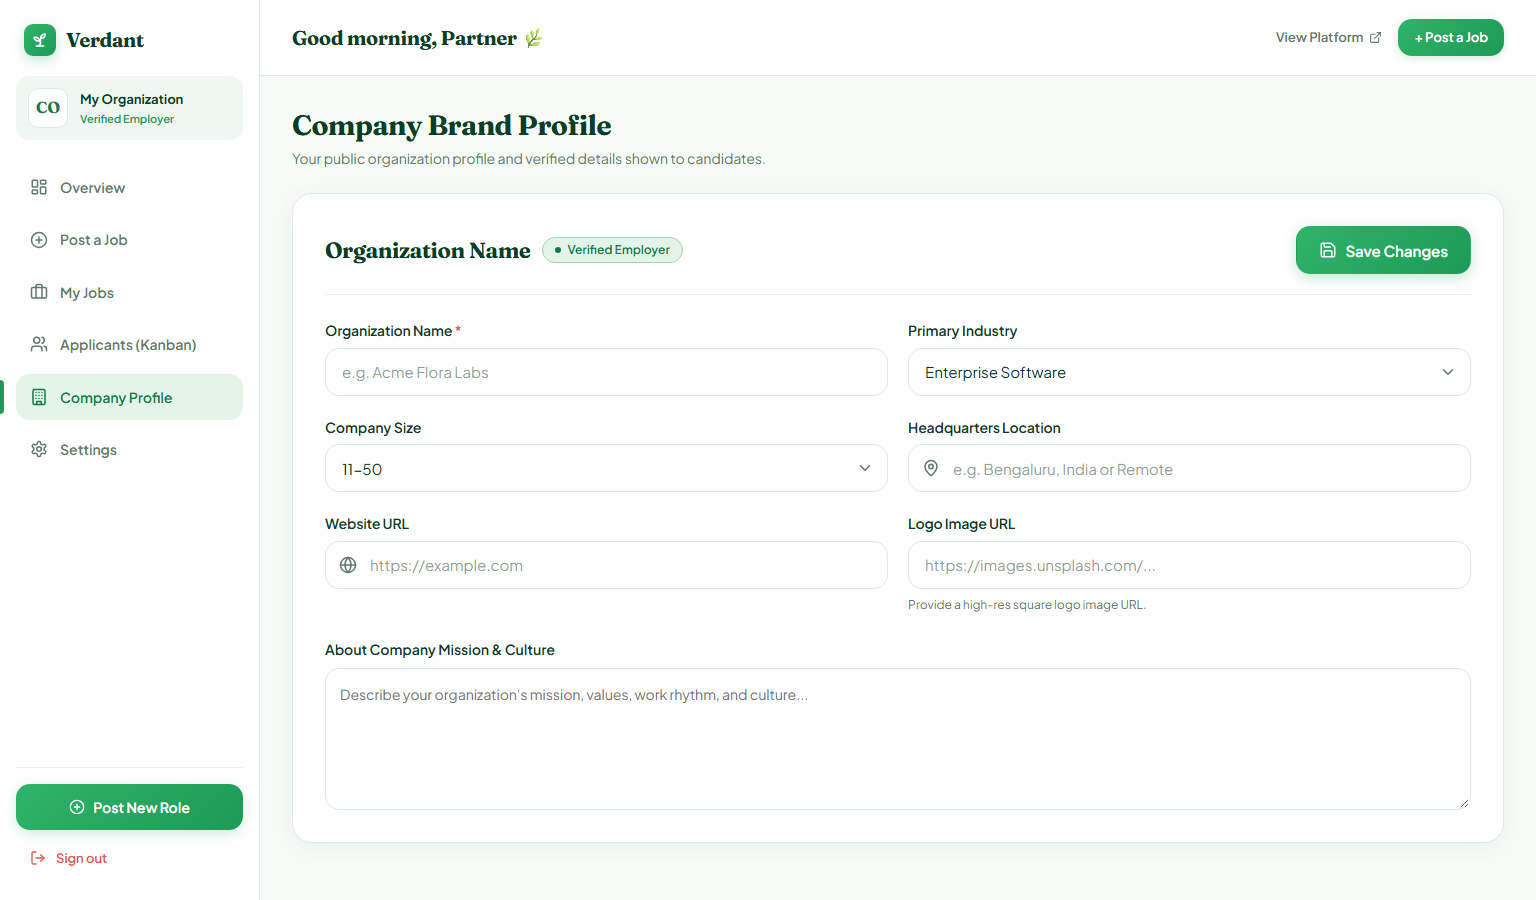 Verdant
CO
My Organization
Verified Employer
Overview
Post a Job
My Jobs
Applicants (Kanban)
Company Profile
Settings
Post New Role
Sign out
Good morning, Partner 🌿
View Platform
+ Post a Job
Company Brand Profile
Your public organization profile and verified details shown to candidates.
Organization Name
Verified Employer
Save Changes
Organization Name *
e.g. Acme Flora Labs
Primary Industry
Enterprise Software
Company Size
11–50
Headquarters Location
e.g. Bengaluru, India or Remote
Website URL
https://example.com
Logo Image URL
https://images.unsplash.com/...
Provide a high-res square logo image URL.
About Company Mission & Culture
Describe your organization's mission, values, work rhythm, and culture...